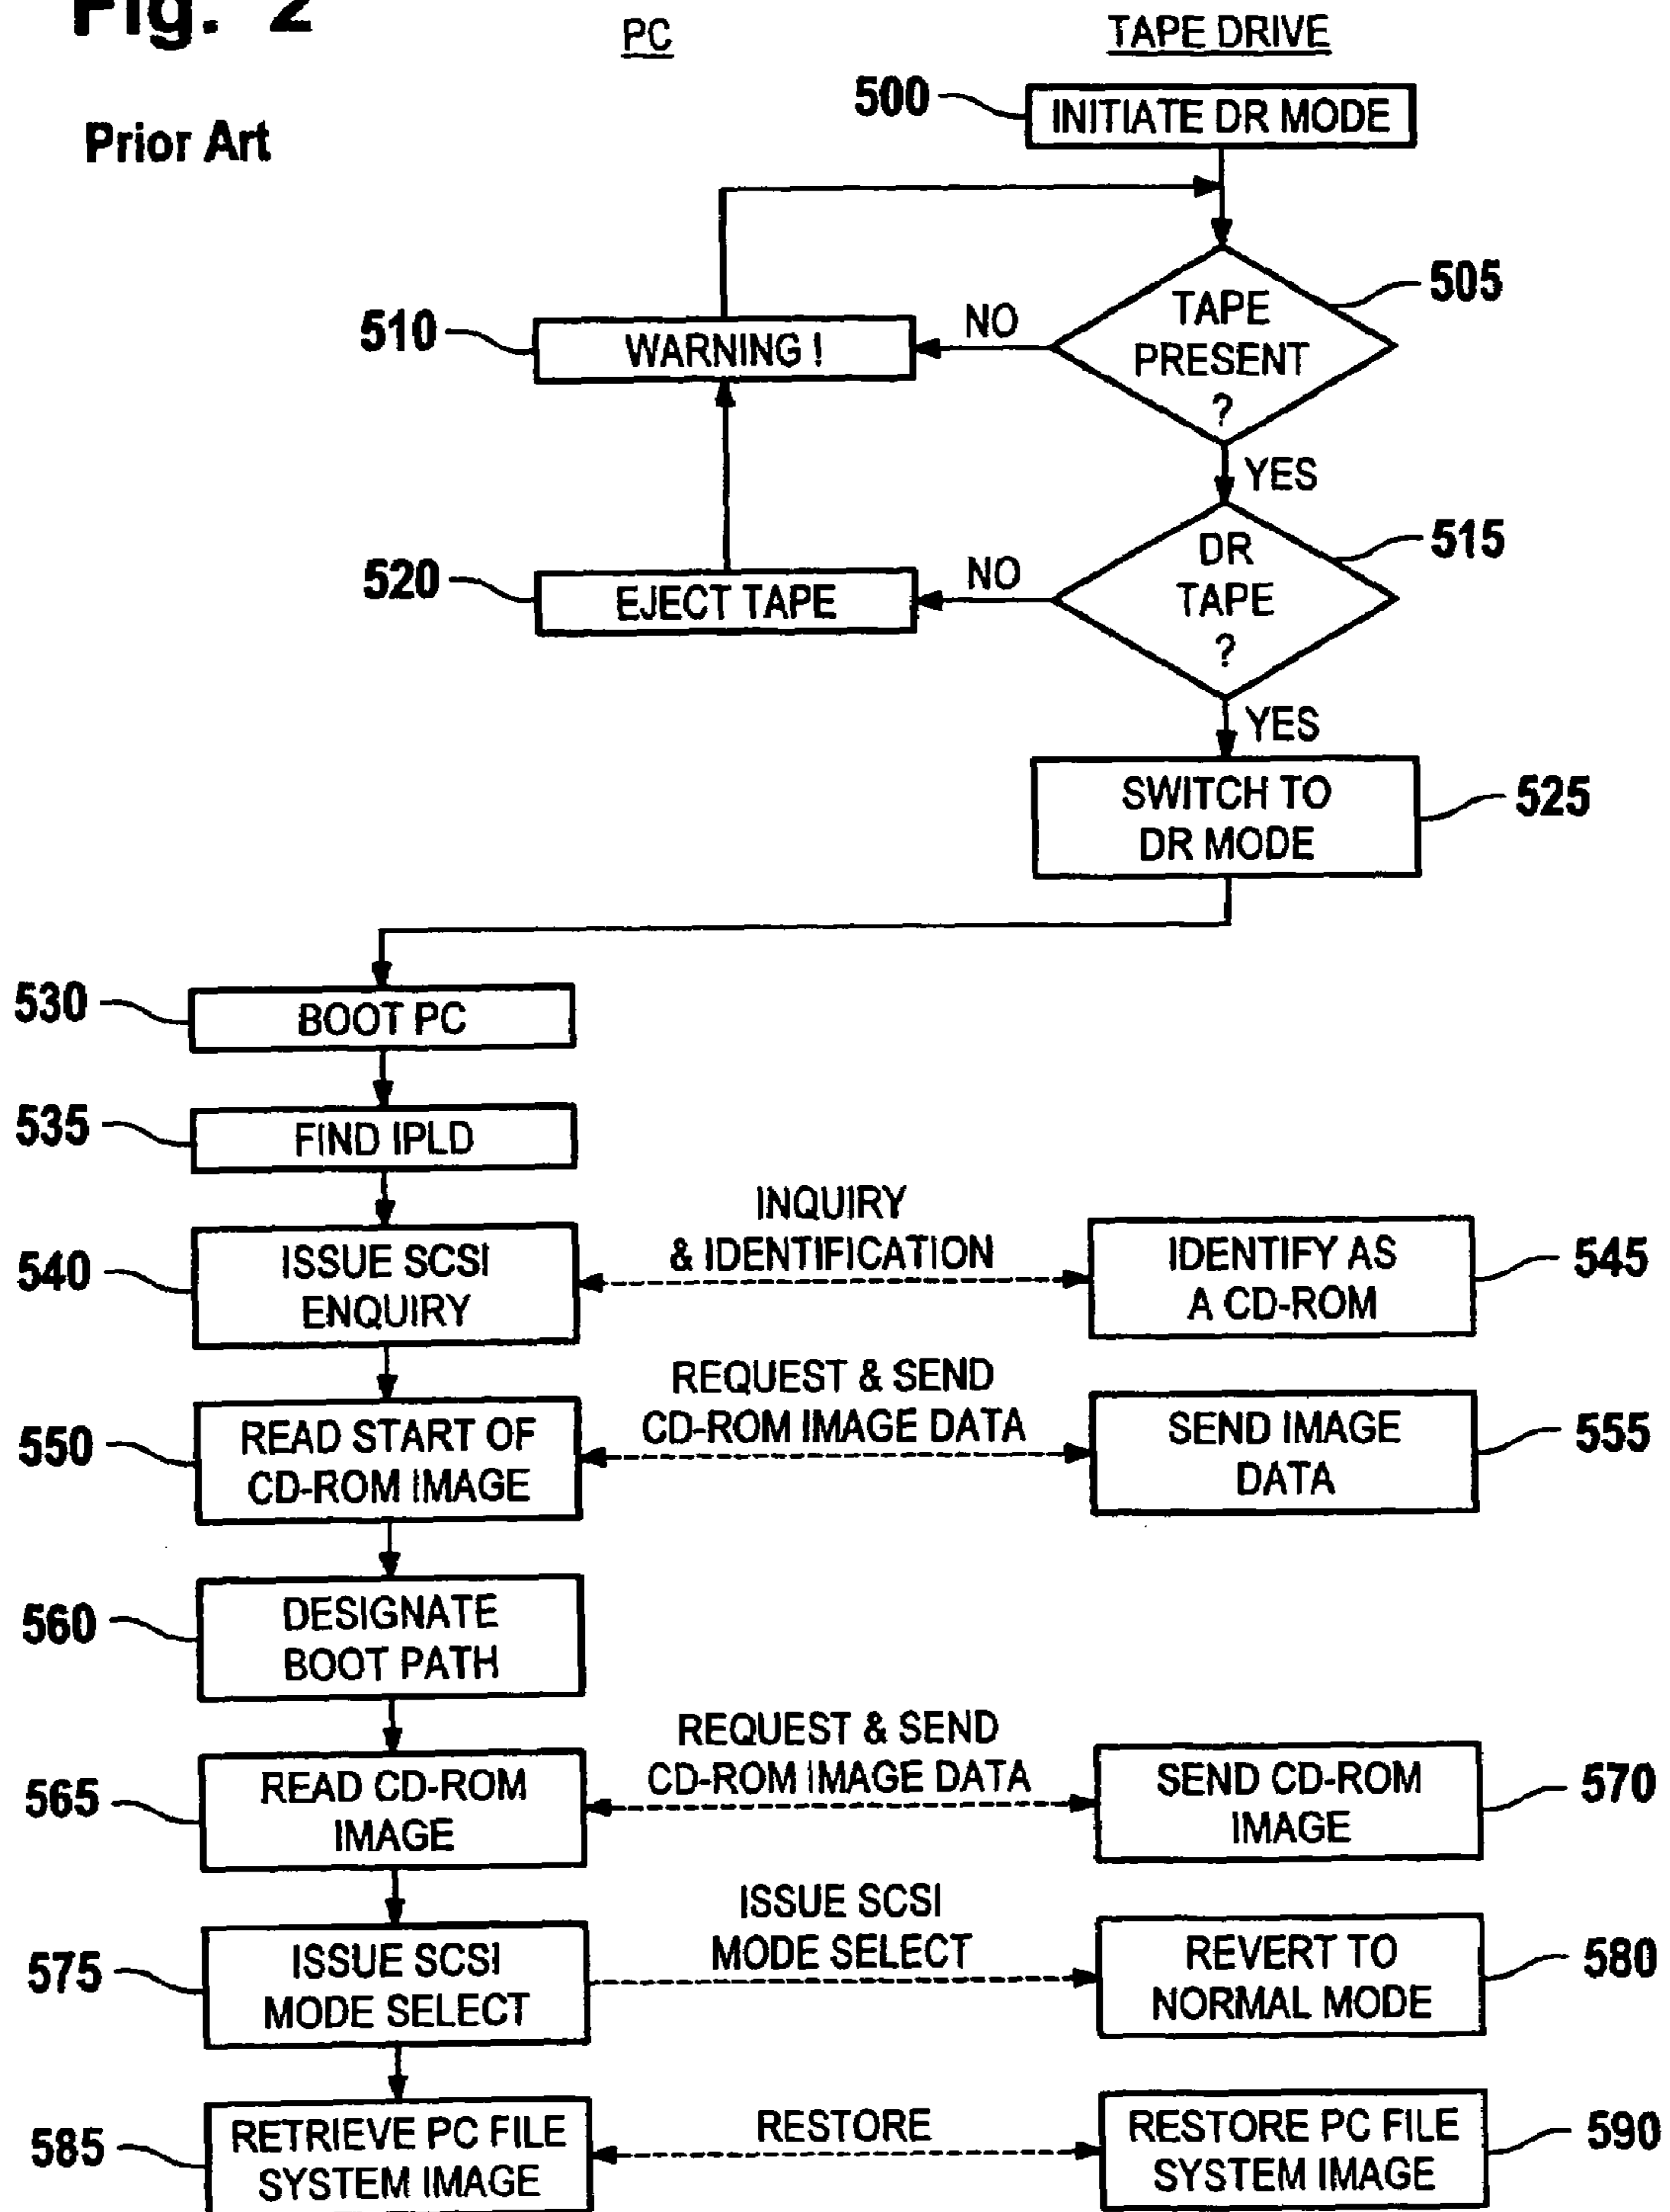 Fig. 2
PC
TAPE DRIVE
Prior Art
500
INITIATE DR MODE
505
TAPE
PRESENT
?
NO
510
WARNING !
YES
515
DR
TAPE
?
NO
520
EJECT TAPE
YES
525
SWITCH TO
DR MODE
530
BOOT PC
535
FIND IPLD
540
ISSUE SCSI
ENQUIRY
INQUIRY
& IDENTIFICATION
IDENTIFY AS
A CD-ROM
545
550
READ START OF
CD-ROM IMAGE
REQUEST & SEND
CD-ROM IMAGE DATA
SEND IMAGE
DATA
555
560
DESIGNATE
BOOT PATH
565
READ CD-ROM
IMAGE
REQUEST & SEND
CD-ROM IMAGE DATA
SEND CD-ROM
IMAGE
570
575
ISSUE SCSI
MODE SELECT
ISSUE SCSI
MODE SELECT
REVERT TO
NORMAL MODE
580
585
RETRIEVE PC FILE
SYSTEM IMAGE
RESTORE
RESTORE PC FILE
SYSTEM IMAGE
590